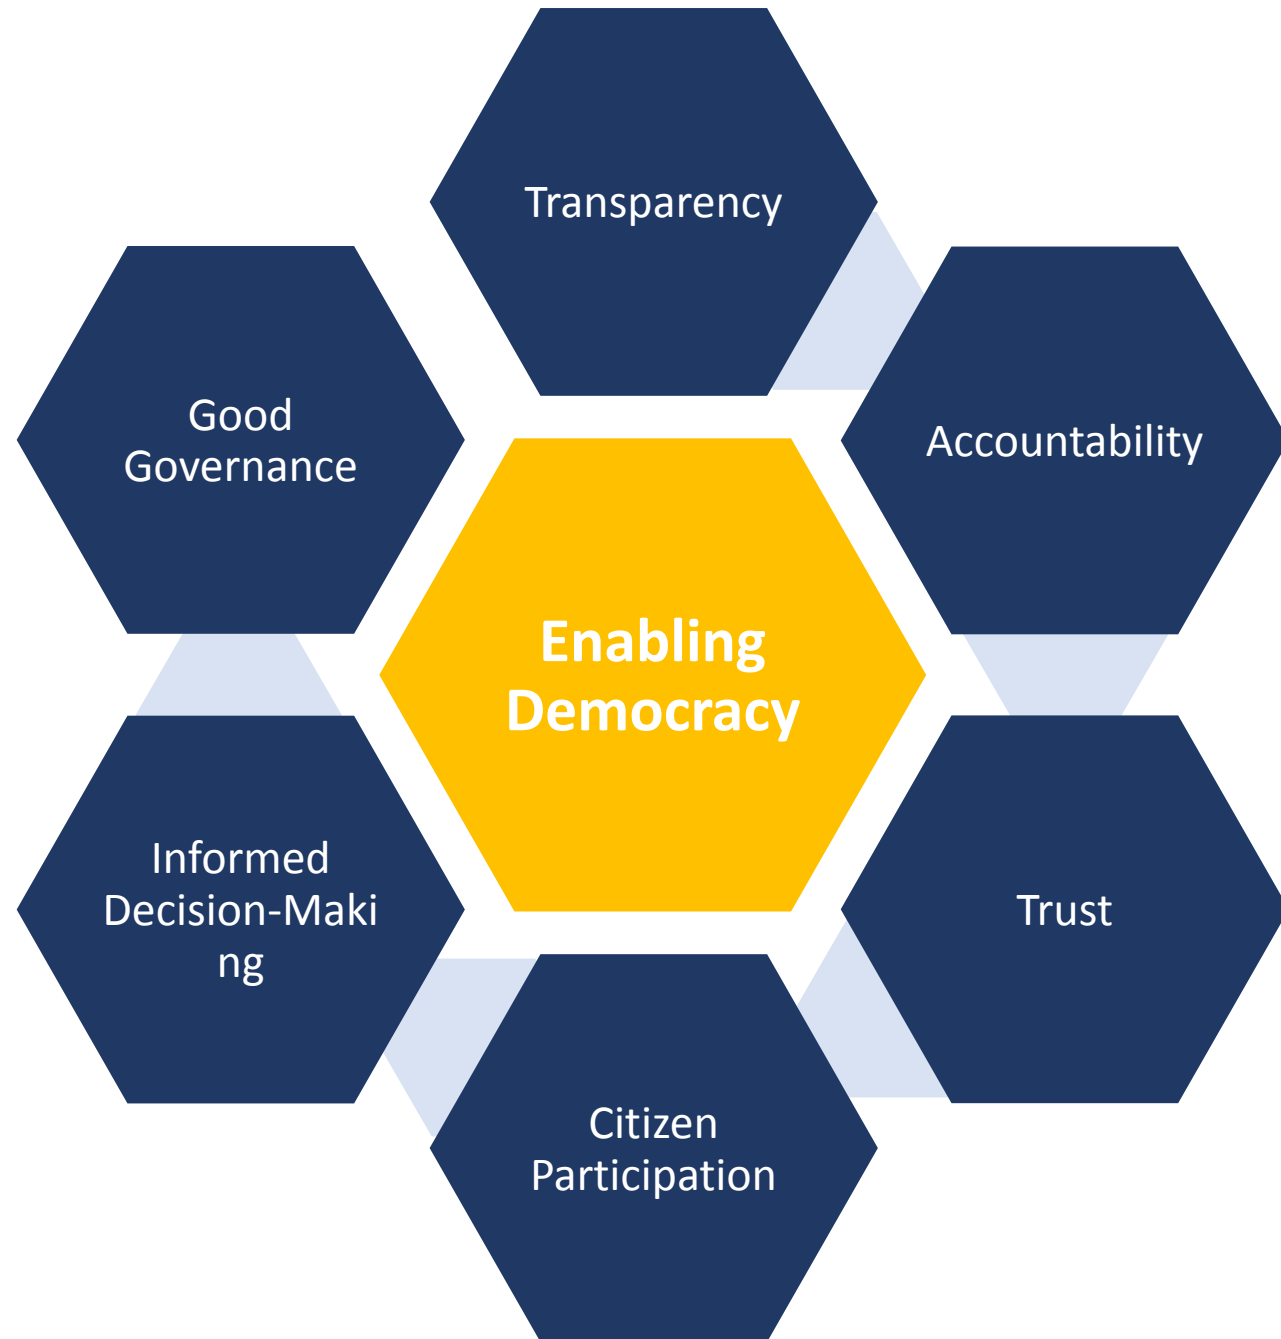 Transparency
Accountability
Trust
Citizen
Participation
Informed
Decision-Maki
ng
Good
Governance
Enabling
Democracy